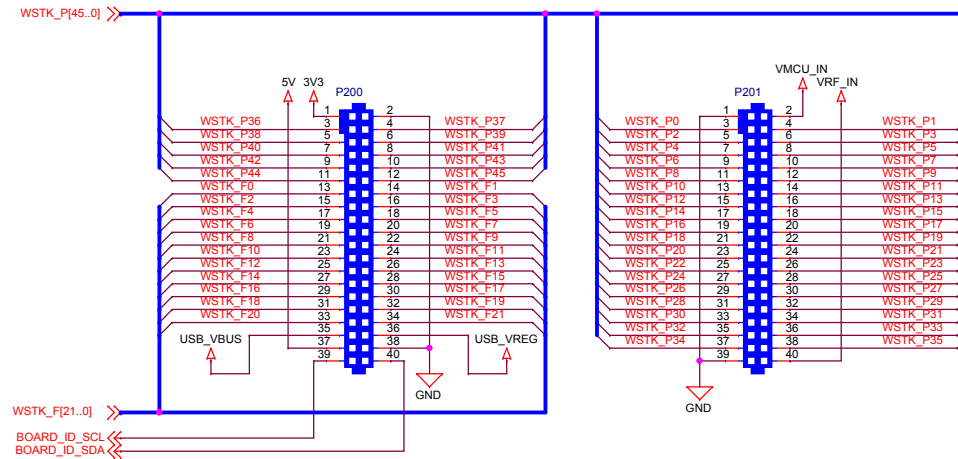 WSTK_P[45..0]
5V 3V3 VMCU_IN
VRF_IN
P200 P201
1 2 1 2
WSTK_P36 3 4 WSTK_P37 WSTK_P0 3 4 WSTK_P1
WSTK_P38 5 6 WSTK_P39 WSTK_P2 5 6 WSTK_P3
WSTK_P40 7 8 WSTK_P41 WSTK_P4 7 8 WSTK_P5
WSTK_P42 9 10 WSTK_P43 WSTK_P6 9 10 WSTK_P7
WSTK_P44 11 12 WSTK_P45 WSTK_P8 11 12 WSTK_P9
WSTK_F0 13 14 WSTK_F1 WSTK_P10 13 14 WSTK_P11
WSTK_F2 15 16 WSTK_F3 WSTK_P12 15 16 WSTK_P13
WSTK_F4 17 18 WSTK_F5 WSTK_P14 17 18 WSTK_P15
WSTK_F6 19 20 WSTK_F7 WSTK_P16 19 20 WSTK_P17
WSTK_F8 21 22 WSTK_F9 WSTK_P18 21 22 WSTK_P19
WSTK_F10 23 24 WSTK_F11 WSTK_P20 23 24 WSTK_P21
WSTK_F12 25 26 WSTK_F13 WSTK_P22 25 26 WSTK_P23
WSTK_F14 27 28 WSTK_F15 WSTK_P24 27 28 WSTK_P25
WSTK_F16 29 30 WSTK_F17 WSTK_P26 29 30 WSTK_P27
WSTK_F18 31 32 WSTK_F19 WSTK_P28 31 32 WSTK_P29
WSTK_F20 33 34 WSTK_F21 WSTK_P30 33 34 WSTK_P31
35 36 WSTK_P32 35 36 WSTK_P33
USB_VBUS 37 38 USB_VREG WSTK_P34 37 38 WSTK_P35
39 40 39 40
GND GND
WSTK_F[21..0]
BOARD_ID_SCL
BOARD_ID_SDA